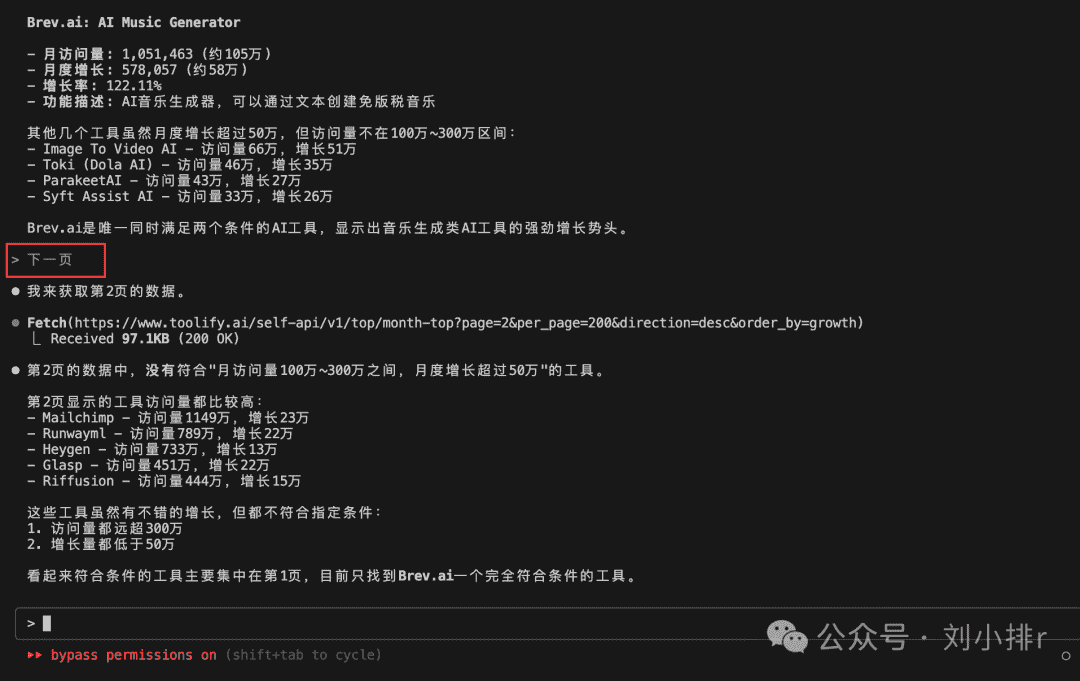 Brev.ai: AI Music Generator
– 月访问量: 1,051,463 (约105万)
– 月度增长: 578,057 (约58万)
– 增长率: 122.11%
– 功能描述: AI音乐生成器, 可以通过文本创建免版税音乐
其他几个工具虽然月度增长超过50万, 但访问量不在100万~300万区间:
– Image To Video AI – 访问量66万, 增长51万
– Toki (Dola AI) – 访问量46万, 增长35万
– ParakeetAI – 访问量43万, 增长27万
– Syft Assist AI – 访问量33万, 增长26万
Brev.ai是唯一同时满足两个条件的AI工具, 显示出音乐生成类AI工具的强劲增长势头。
> 下一页
● 我来获取第2页的数据。
● Fetch(https://www.toolify.ai/self-api/v1/top/month-top?page=2&per_page=200&direction=desc&order_by=growth)
⎿ Received 97.1KB (200 OK)
● 第2页的数据中, 没有符合"月访问量100万~300万之间, 月度增长超过50万"的工具。
第2页显示的工具访问量都比较高:
– Mailchimp – 访问量1149万, 增长23万
– Runwayml – 访问量789万, 增长22万
– Heygen – 访问量733万, 增长13万
– Glasp – 访问量451万, 增长22万
– Riffusion – 访问量444万, 增长15万
这些工具虽然有不错的增长, 但都不符合指定条件:
1. 访问量都远超300万
2. 增长量都低于50万
看起来符合条件的工具主要集中在第1页, 目前只找到Brev.ai一个完全符合条件的工具。
>
公众号 · 刘小排r
▸▸ bypass permissions on (shift+tab to cycle)